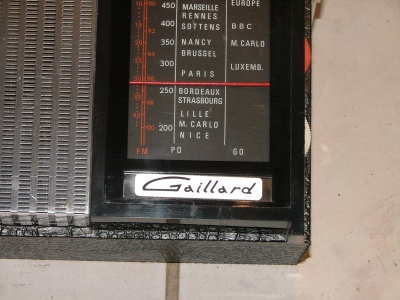 450 MARSEILLE EUROPE
RENNES
400 SOTTENS BBC
350 NANCY M.CARLO
BRUSSEL
300 PARIS LUXEMB.
250 BORDEAUX
STRASBOURG
LILLE
200 M.CARLO
NICE
FM PO GO
Gaillard